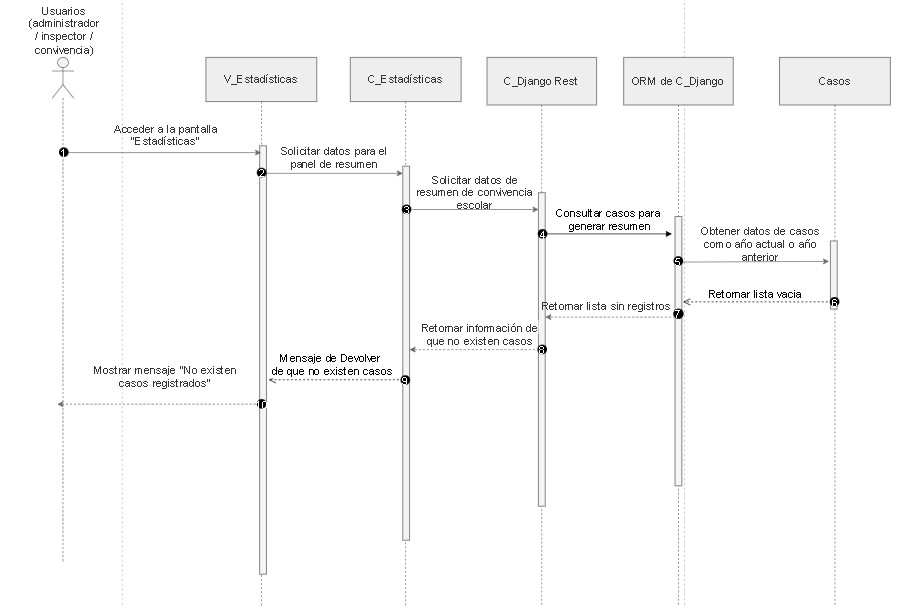 Usuarios
(administrador
/ inspector /
convivencia)
V_Estadísticas
C_Estadísticas
C_Django Rest
ORM de C_Django
Casos
Acceder a la pantalla
"Estadísticas"
1
Solicitar datos para el
panel de resumen
2
Solicitar datos de
resumen de convivencia
escolar
3
Consultar casos para
generar resumen
4
Obtener datos de casos
como año actual o año
anterior
5
Retornar lista vacia
6
Retornar lista sin registros
7
Retornar información de
que no existen casos
8
Mensaje de Devolver
de que no existen casos
9
Mostrar mensaje "No existen
casos registrados"
10